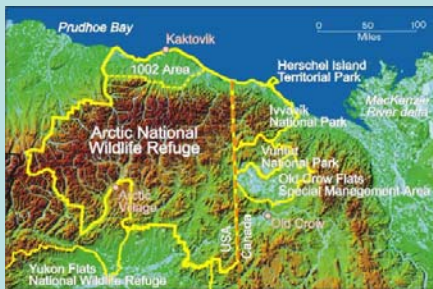 Prudhoe Bay
Kaktovik
0 50 100
Miles
1002 Area
Herschel Island
Territorial Park
MacKenzie
River delta
Ivvavik
National Park
Arctic National
Wildlife Refuge
Vuntut
National Park
Old Crow Flats
Special Management Area
Arctic
Village
Old Crow
USA
Canada
Yukon Flats
National Wildlife Refuge